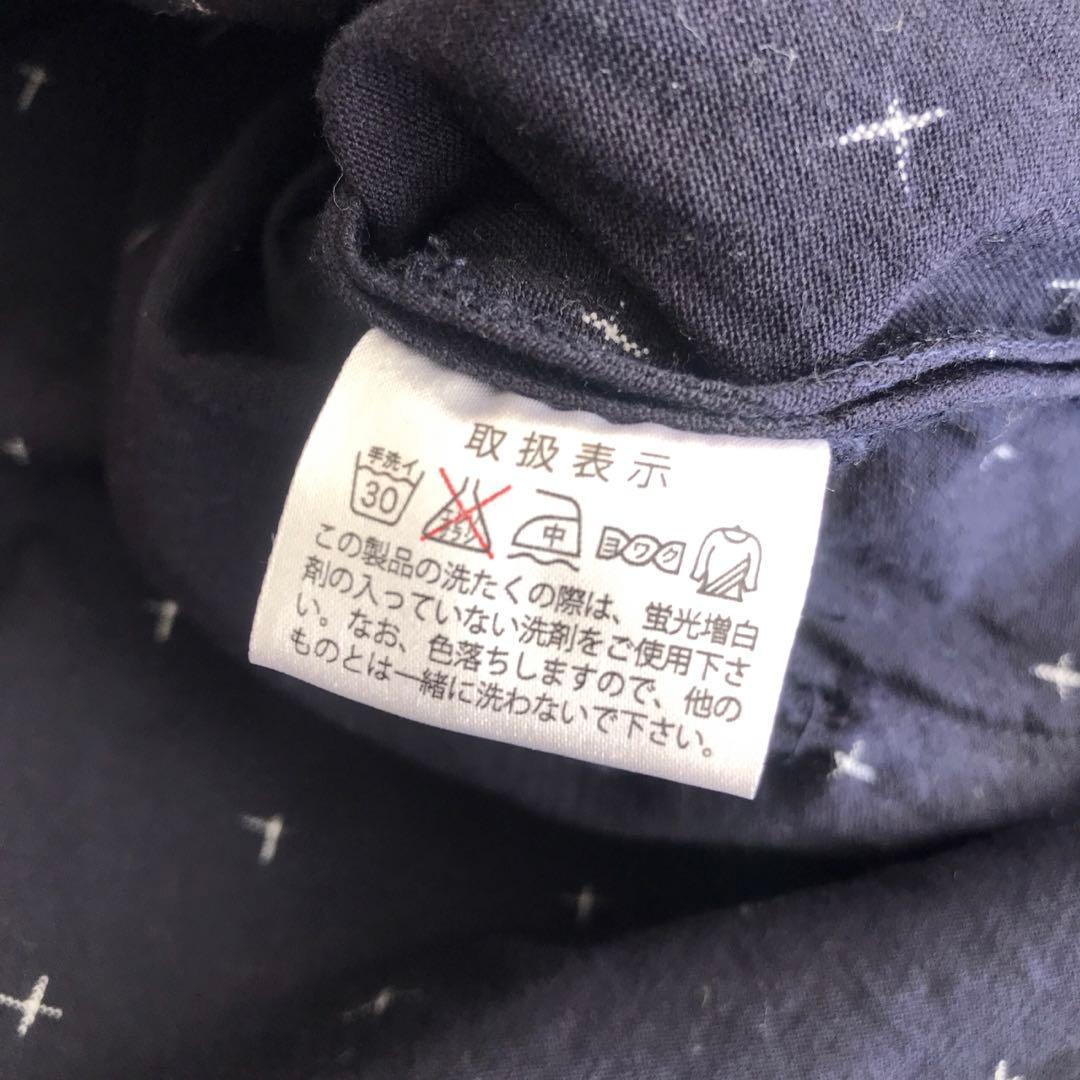 取扱表示
手洗イ 30 エンソ サラシ 中 ヨワク
この製品の洗たくの際は、蛍光増白
剤の入っていない洗剤をご使用下さ
い。なお、色落ちしますので、他の
ものとは一緒に洗わないで下さい。